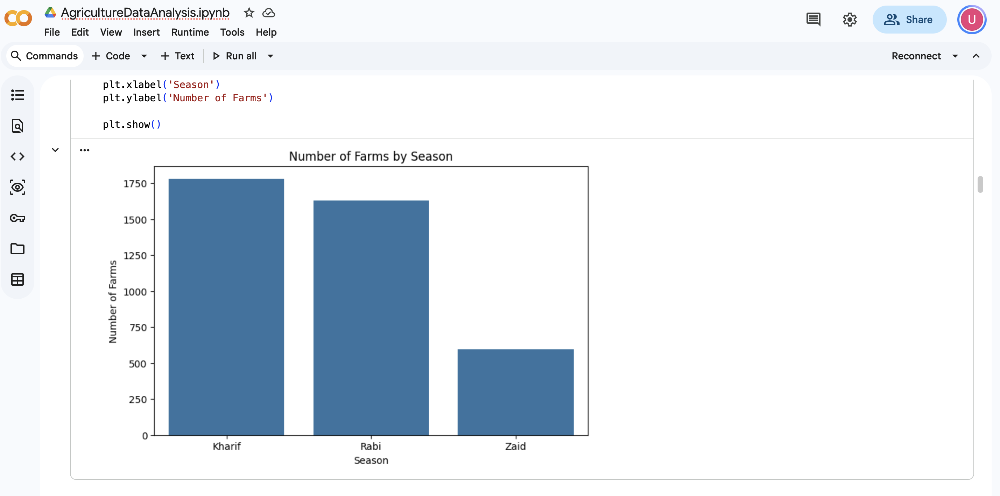 AgricultureDataAnalysis.ipynb
File Edit View Insert Runtime Tools Help
Share
U
Commands + Code + Text Run all
Reconnect
plt.xlabel('Season')
plt.ylabel('Number of Farms')
plt.show()
Number of Farms by Season
Number of Farms
1750
1500
1250
1000
750
500
250
0
Kharif Rabi Zaid
Season